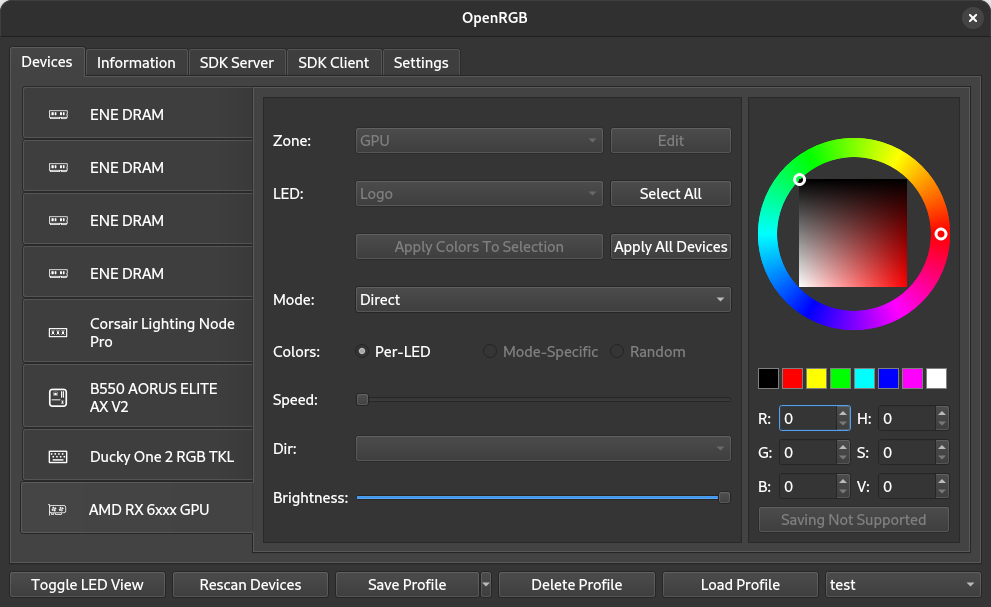 OpenRGB
Devices
Information
SDK Server
SDK Client
Settings
ENE DRAM
ENE DRAM
ENE DRAM
ENE DRAM
Corsair Lighting Node
Pro
B550 AORUS ELITE
AX V2
Ducky One 2 RGB TKL
AMD RX 6xxx GPU
Zone:
GPU
Edit
LED:
Logo
Select All
Apply Colors To Selection
Apply All Devices
Mode:
Direct
Colors:
Per-LED
Mode-Specific
Random
Speed:
Dir:
Brightness:
R: 0
H: 0
G: 0
S: 0
B: 0
V: 0
Saving Not Supported
Toggle LED View
Rescan Devices
Save Profile
Delete Profile
Load Profile
test